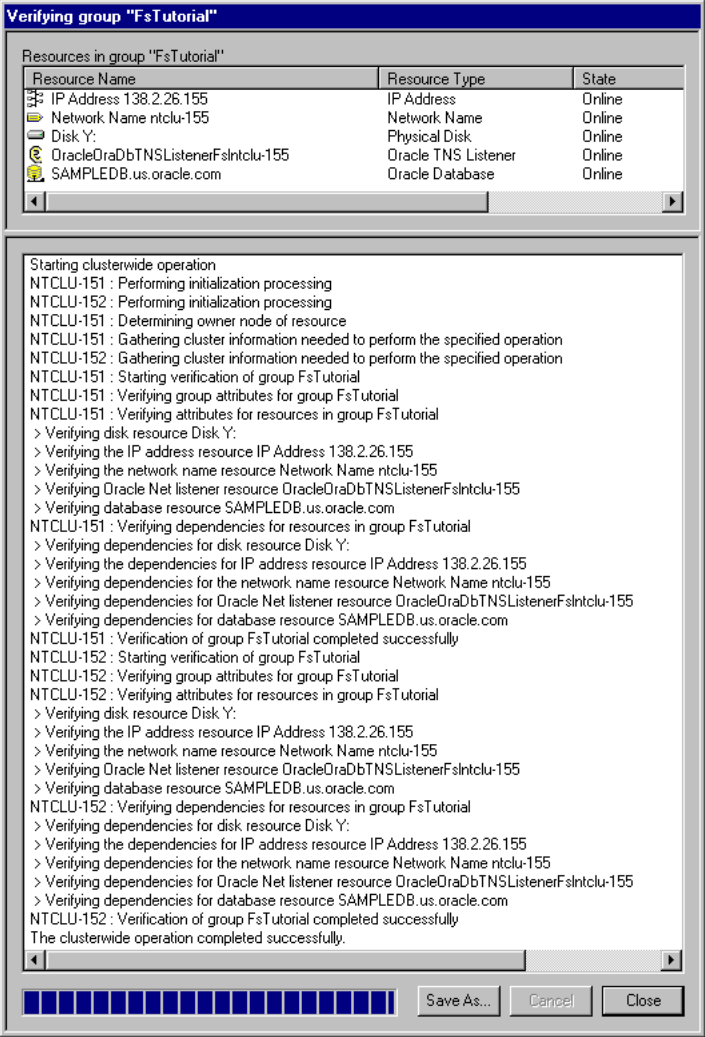 Verifying group "FsTutorial"
Resources in group "FsTutorial"
Resource Name Resource Type State
IP Address 138.2.26.155 IP Address Online
Network Name ntclu-155 Network Name Online
Disk Y: Physical Disk Online
OracleOraDbTNSListenerFslntclu-155 Oracle TNS Listener Online
SAMPLEDB.us.oracle.com Oracle Database Online
Starting clusterwide operation
NTCLU-151 : Performing initialization processing
NTCLU-152 : Performing initialization processing
NTCLU-151 : Determining owner node of resource
NTCLU-151 : Gathering cluster information needed to perform the specified operation
NTCLU-152 : Gathering cluster information needed to perform the specified operation
NTCLU-151 : Starting verification of group FsTutorial
NTCLU-151 : Verifying group attributes for group FsTutorial
NTCLU-151 : Verifying attributes for resources in group FsTutorial
> Verifying disk resource Disk Y:
> Verifying the IP address resource IP Address 138.2.26.155
> Verifying the network name resource Network Name ntclu-155
> Verifying Oracle Net listener resource OracleOraDbTNSListenerFslntclu-155
> Verifying database resource SAMPLEDB.us.oracle.com
NTCLU-151 : Verifying dependencies for resources in group FsTutorial
> Verifying dependencies for disk resource Disk Y:
> Verifying the dependencies for IP address resource IP Address 138.2.26.155
> Verifying dependencies for the network name resource Network Name ntclu-155
> Verifying dependencies for Oracle Net listener resource OracleOraDbTNSListenerFslntclu-155
> Verifying dependencies for database resource SAMPLEDB.us.oracle.com
NTCLU-151 : Verification of group FsTutorial completed successfully
NTCLU-152 : Starting verification of group FsTutorial
NTCLU-152 : Verifying group attributes for group FsTutorial
NTCLU-152 : Verifying attributes for resources in group FsTutorial
> Verifying disk resource Disk Y:
> Verifying the IP address resource IP Address 138.2.26.155
> Verifying the network name resource Network Name ntclu-155
> Verifying Oracle Net listener resource OracleOraDbTNSListenerFslntclu-155
> Verifying database resource SAMPLEDB.us.oracle.com
NTCLU-152 : Verifying dependencies for resources in group FsTutorial
> Verifying dependencies for disk resource Disk Y:
> Verifying the dependencies for IP address resource IP Address 138.2.26.155
> Verifying dependencies for the network name resource Network Name ntclu-155
> Verifying dependencies for Oracle Net listener resource OracleOraDbTNSListenerFslntclu-155
> Verifying dependencies for database resource SAMPLEDB.us.oracle.com
NTCLU-152 : Verification of group FsTutorial completed successfully
The clusterwide operation completed successfully.
Save As... Cancel Close